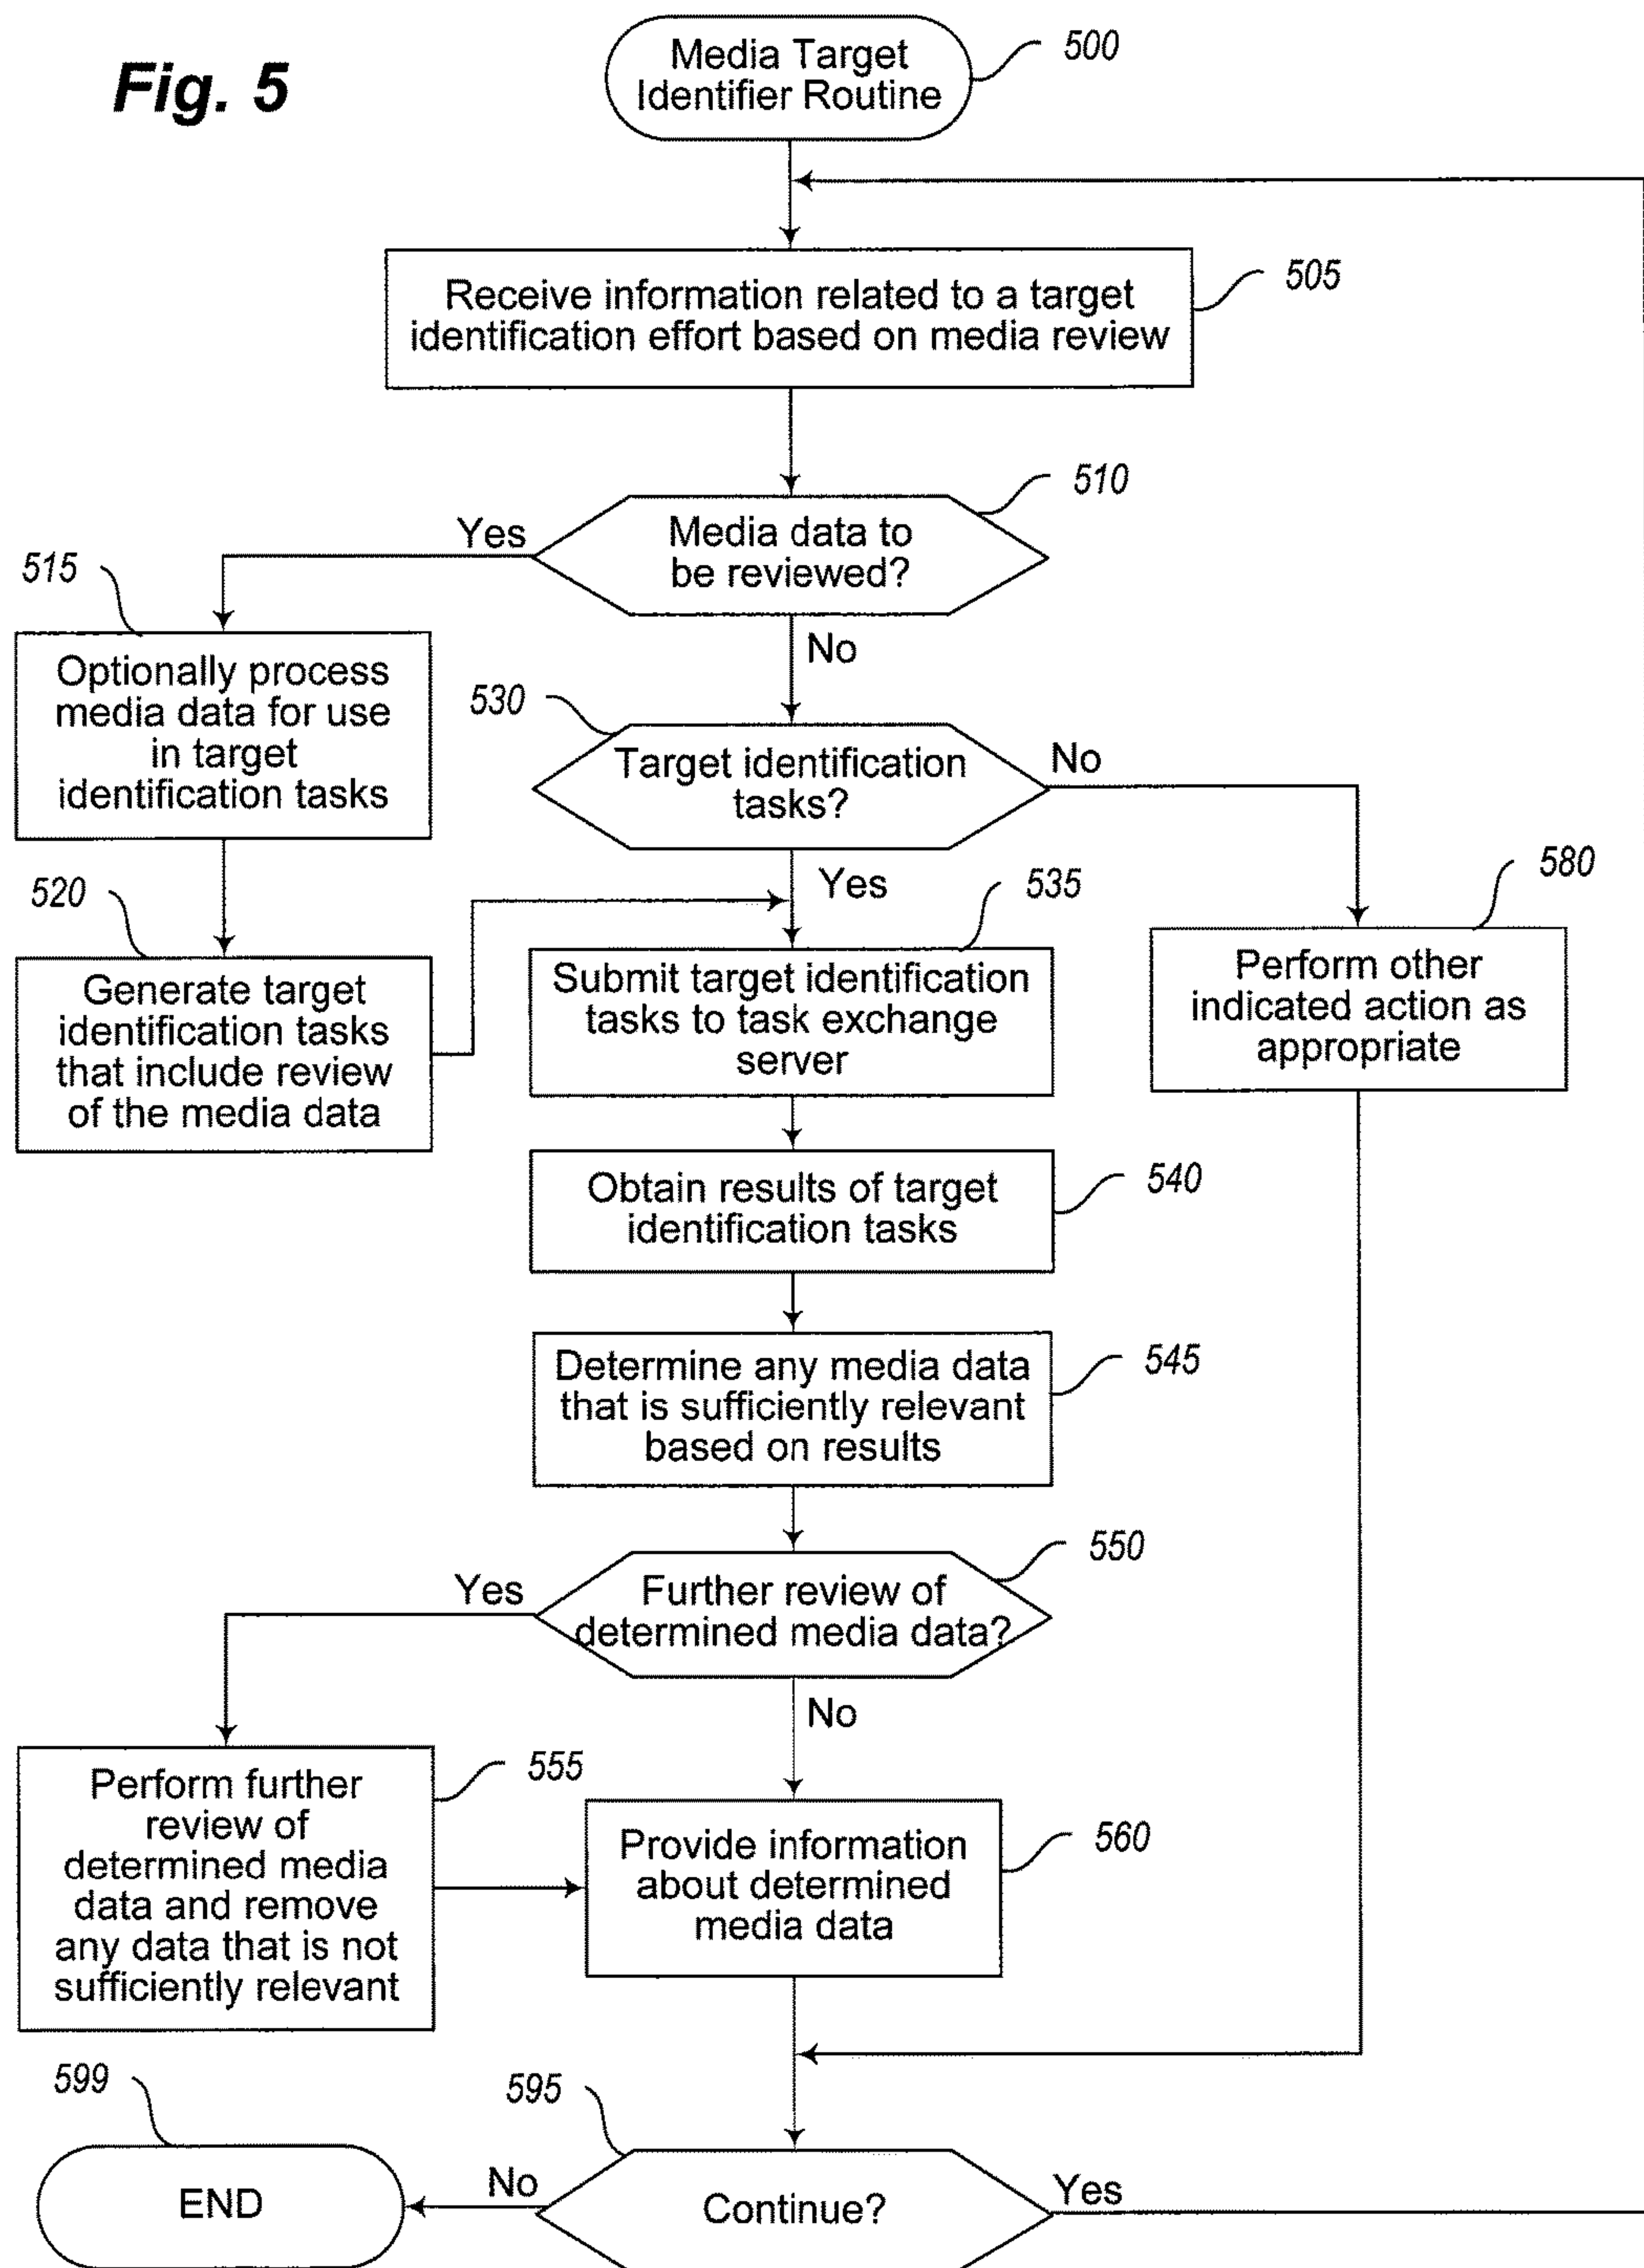 Fig. 5
Media Target
Identifier Routine
500
Receive information related to a target
identification effort based on media review
505
Media data to
be reviewed?
510
Yes
No
515
Optionally process
media data for use
in target
identification tasks
530
Target identification
tasks?
No
Yes
520
Generate target
identification tasks
that include review
of the media data
535
Submit target identification
tasks to task exchange
server
580
Perform other
indicated action as
appropriate
Obtain results of target
identification tasks
540
Determine any media data
that is sufficiently relevant
based on results
545
Further review of
determined media data?
550
Yes
No
Perform further
review of
determined media
data and remove
any data that is not
sufficiently relevant
555
Provide information
about determined
media data
560
599
END
595
No
Continue?
Yes